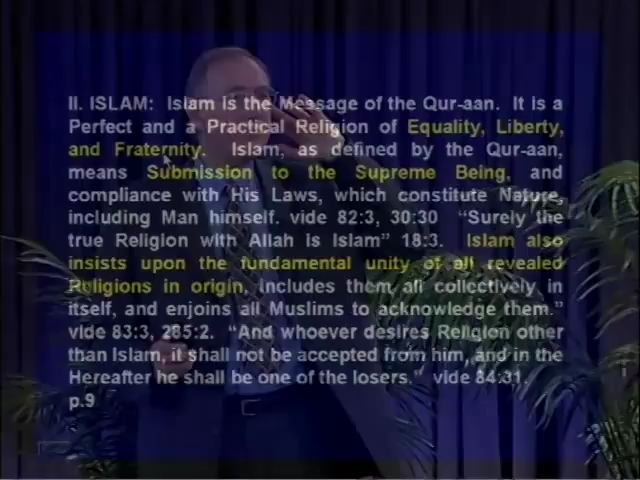 II. ISLAM: Islam is the Message of the Qur-aan. It is a
Perfect and a Practical Religion of Equality, Liberty,
and Fraternity. Islam, as defined by the Qur-aan,
means Submission to the Supreme Being, and
compliance with His Laws, which constitute Nature,
including Man himself. vide 82:3, 30:30 “Surely the
true Religion with Allah is Islam” 18:3. Islam also
insists upon the fundamental unity of all revealed
Religions in origin, includes them all collectively in
itself, and enjoins all Muslims to acknowledge them.”
vide 83:3, 285:2. “And whoever desires Religion other
than Islam, it shall not be accepted from him, and in the
Hereafter he shall be one of the losers.” vide 84:31.
p.9